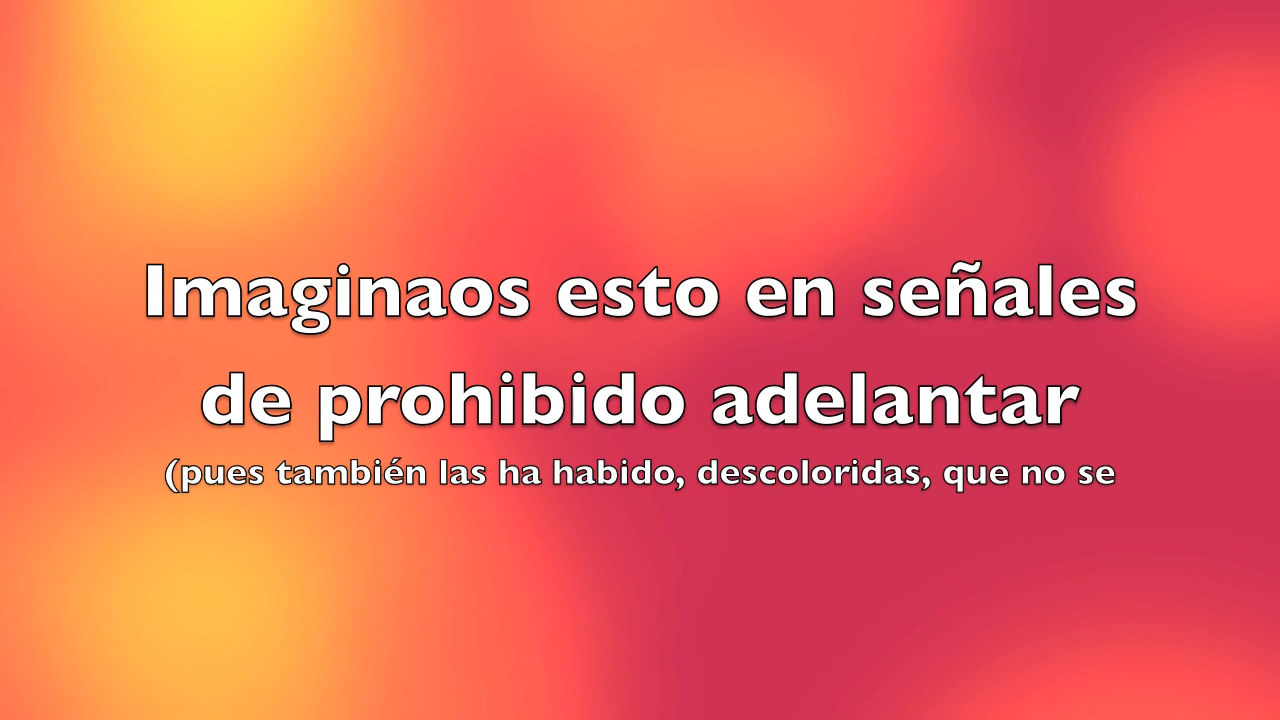 Imaginaos esto en señales
de prohibido adelantar
(pues también las ha habido, descoloridas, que no se